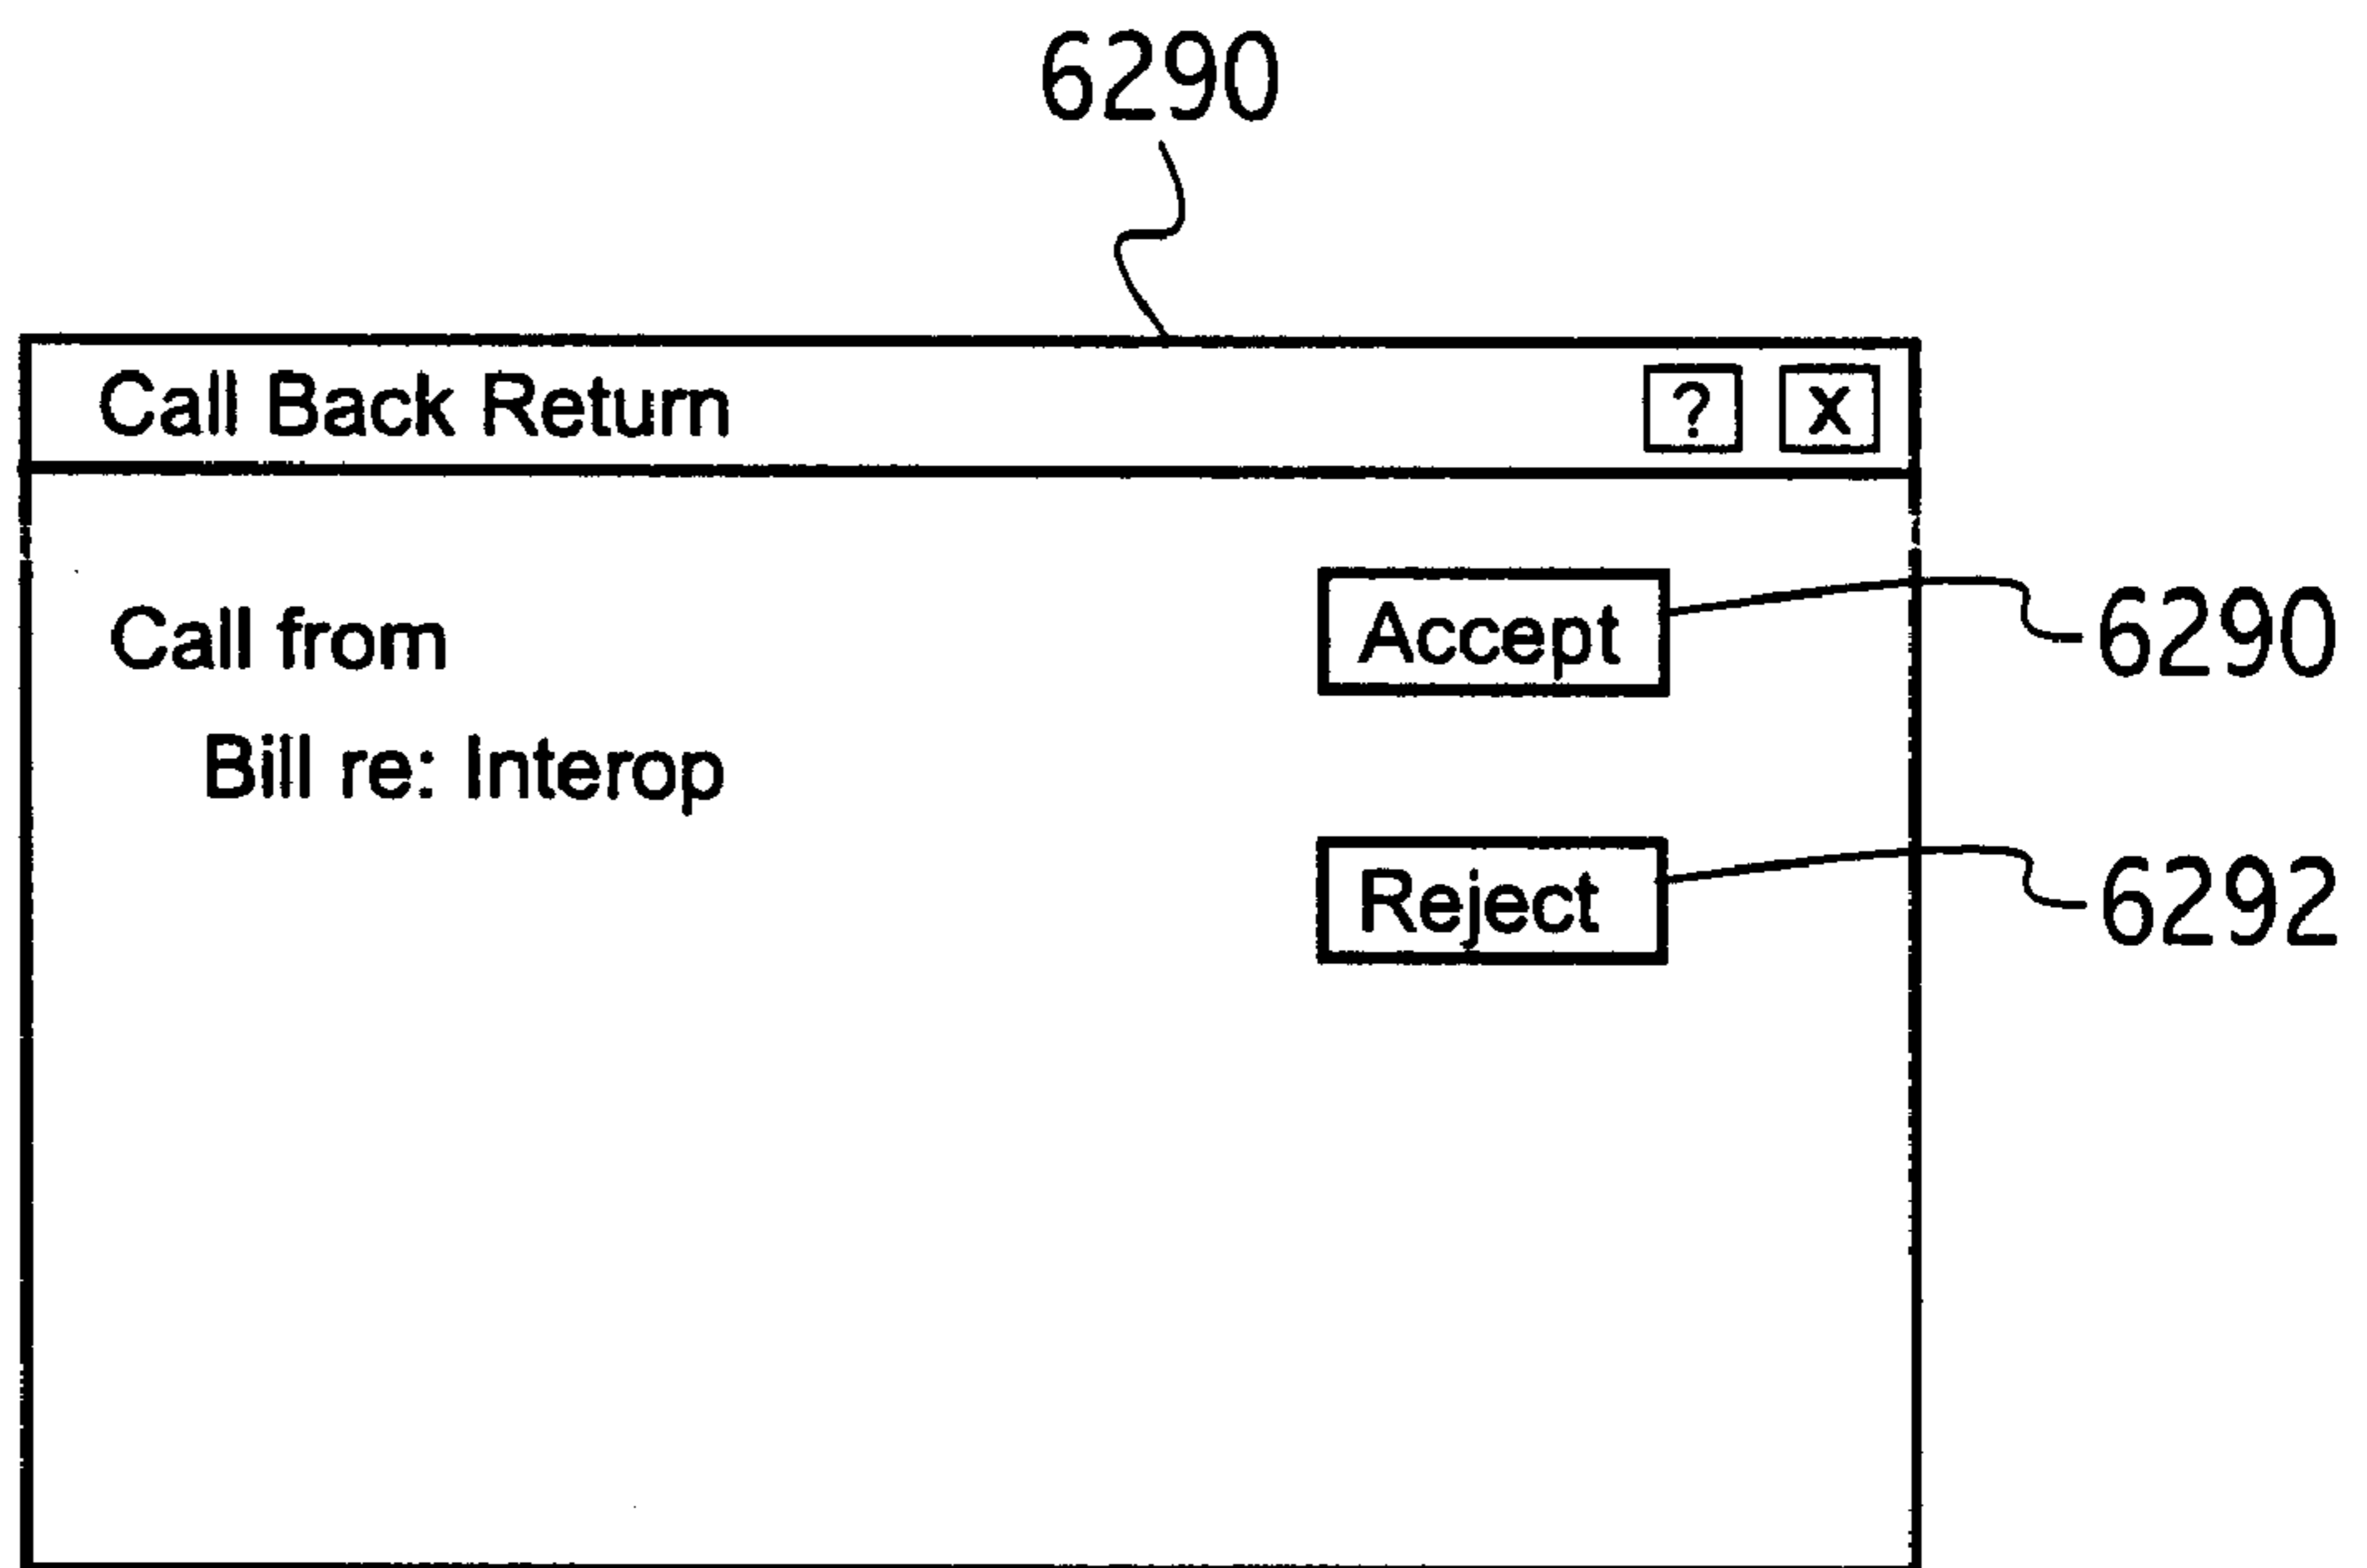 6290
Call Back Return ? X
Call from Accept 6290
Bill re: Interop
Reject 6292